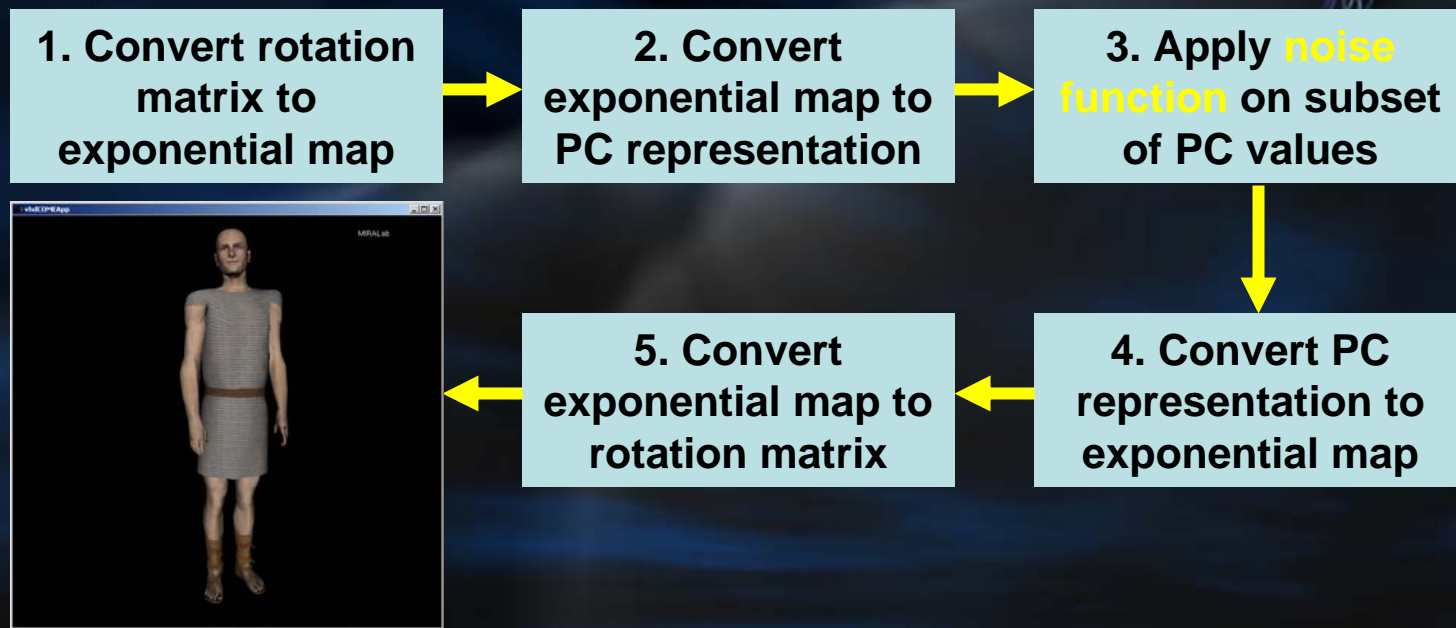 1. Convert rotation
matrix to
exponential map
2. Convert
exponential map to
PC representation
3. Apply noise
function on subset
of PC values
vhdCOMEApp
MIRALab
5. Convert
exponential map to
rotation matrix
4. Convert PC
representation to
exponential map